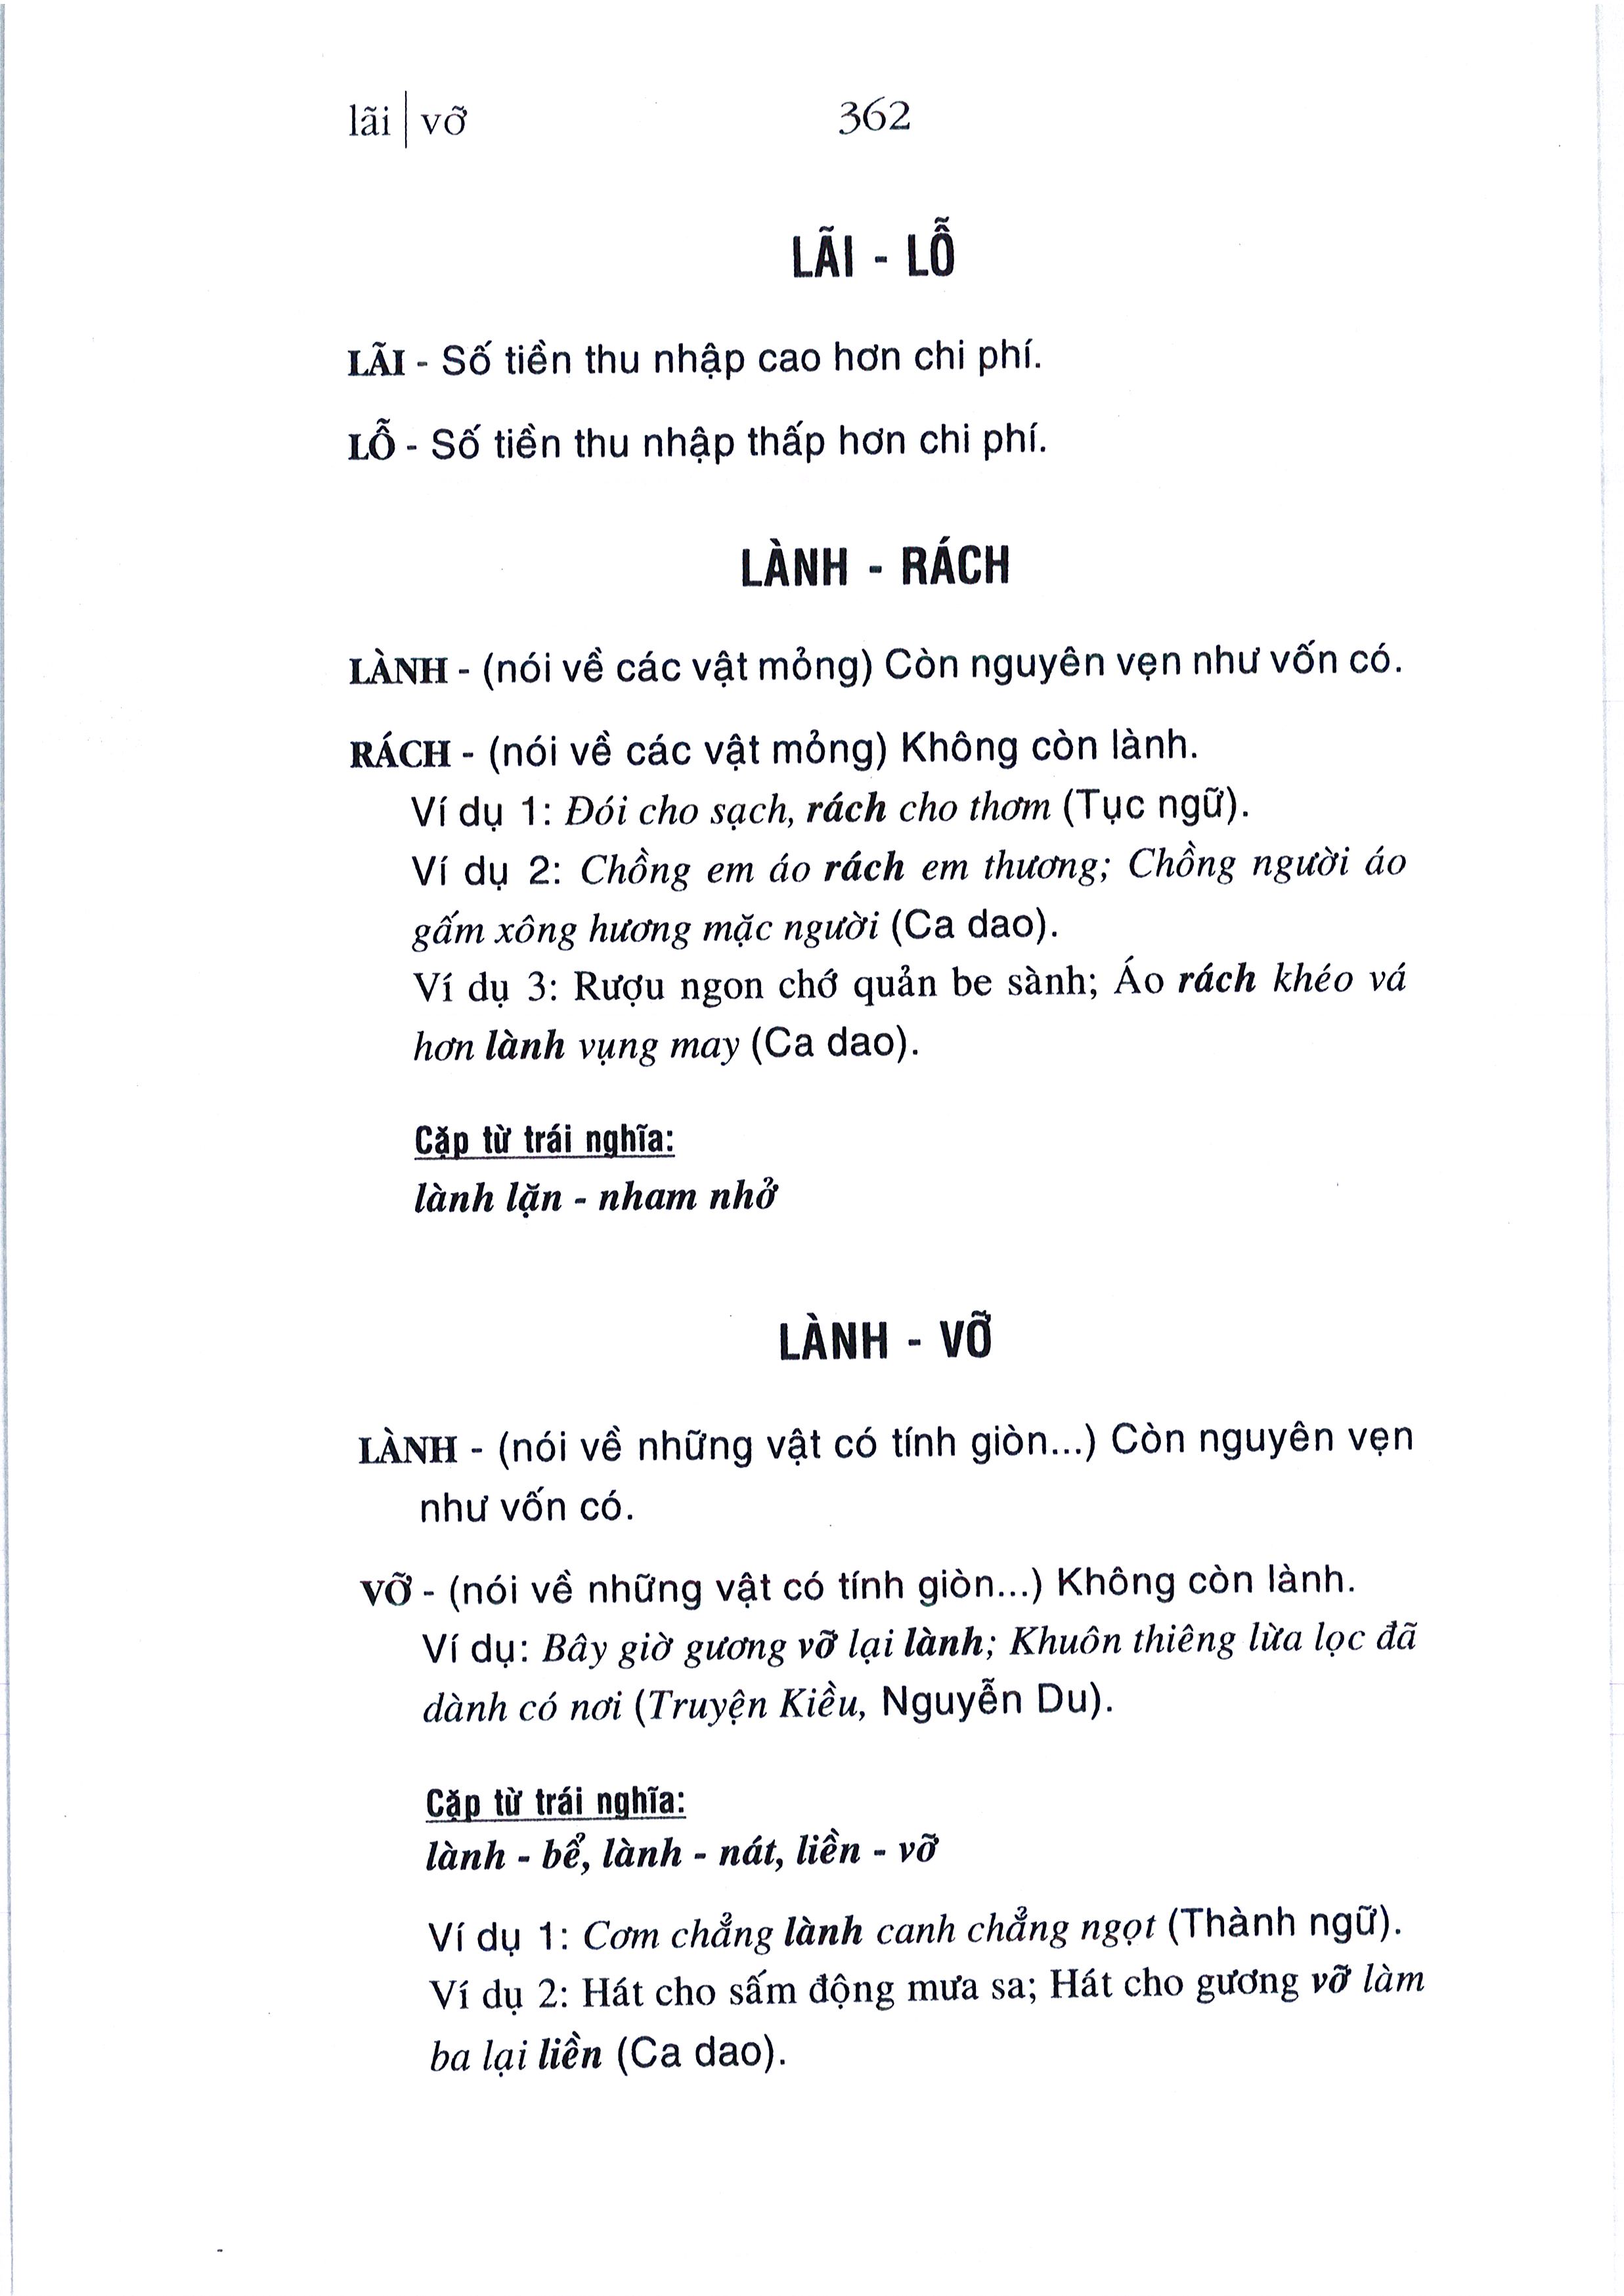 lãi | vỡ 362
LÃI - LỖ
LÃI - Số tiền thu nhập cao hơn chi phí.
LỖ - Số tiền thu nhập thấp hơn chi phí.
LÀNH - RÁCH
LÀNH - (nói về các vật mỏng) Còn nguyên vẹn như vốn có.
RÁCH - (nói về các vật mỏng) Không còn lành.
Ví dụ 1: Đói cho sạch, rách cho thơm (Tục ngữ).
Ví dụ 2: Chồng em áo rách em thương; Chồng người áo
gấm xông hương mặc người (Ca dao).
Ví dụ 3: Rượu ngon chớ quản be sành; Áo rách khéo vá
hơn lành vụng may (Ca dao).
Cặp từ trái nghĩa:
lành lặn - nham nhở
LÀNH - VỠ
LÀNH - (nói về những vật có tính giòn...) Còn nguyên vẹn
như vốn có.
VỠ - (nói về những vật có tính giòn...) Không còn lành.
Ví dụ: Bây giờ gương vỡ lại lành; Khuôn thiêng lừa lọc đã
dành có nơi (Truyện Kiều, Nguyễn Du).
Cặp từ trái nghĩa:
lành - bể, lành - nát, liền - vỡ
Ví dụ 1: Cơm chẳng lành canh chẳng ngọt (Thành ngữ).
Ví dụ 2: Hát cho sấm động mưa sa; Hát cho gương vỡ làm
ba lại liền (Ca dao).